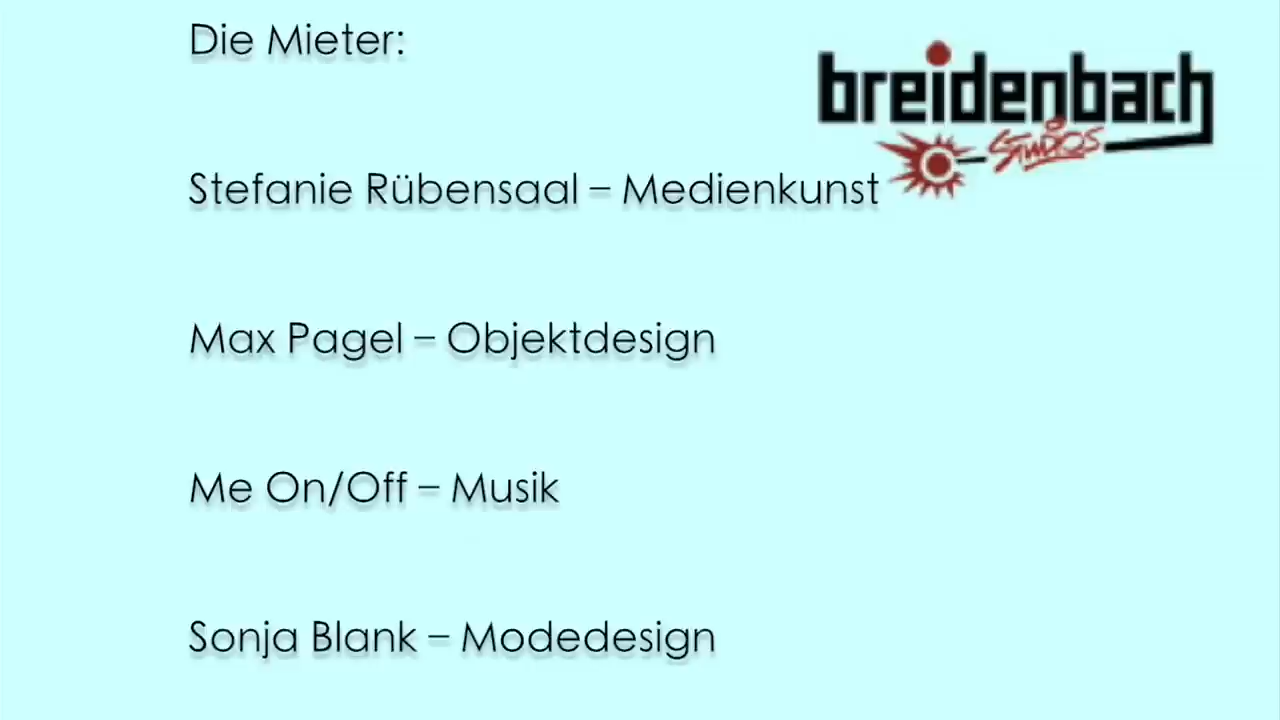 Die Mieter:
breidenbach
STUDIOS
Stefanie Rübensaal – Medienkunst
Max Pagel – Objektdesign
Me On/Off – Musik
Sonja Blank – Modedesign